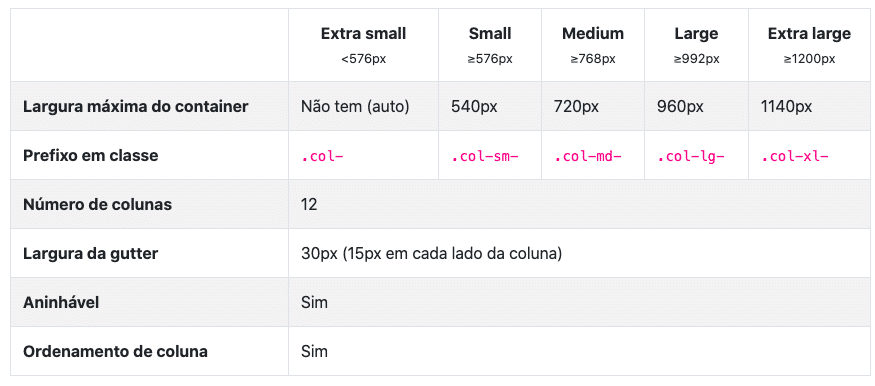 Extra small Small Medium Large Extra large
<576px ≥576px ≥768px ≥992px ≥1200px
Largura máxima do container Não tem (auto) 540px 720px 960px 1140px
Prefixo em classe .col- .col-sm- .col-md- .col-lg- .col-xl-
Número de colunas 12
Largura da gutter 30px (15px em cada lado da coluna)
Aninhável Sim
Ordenamento de coluna Sim